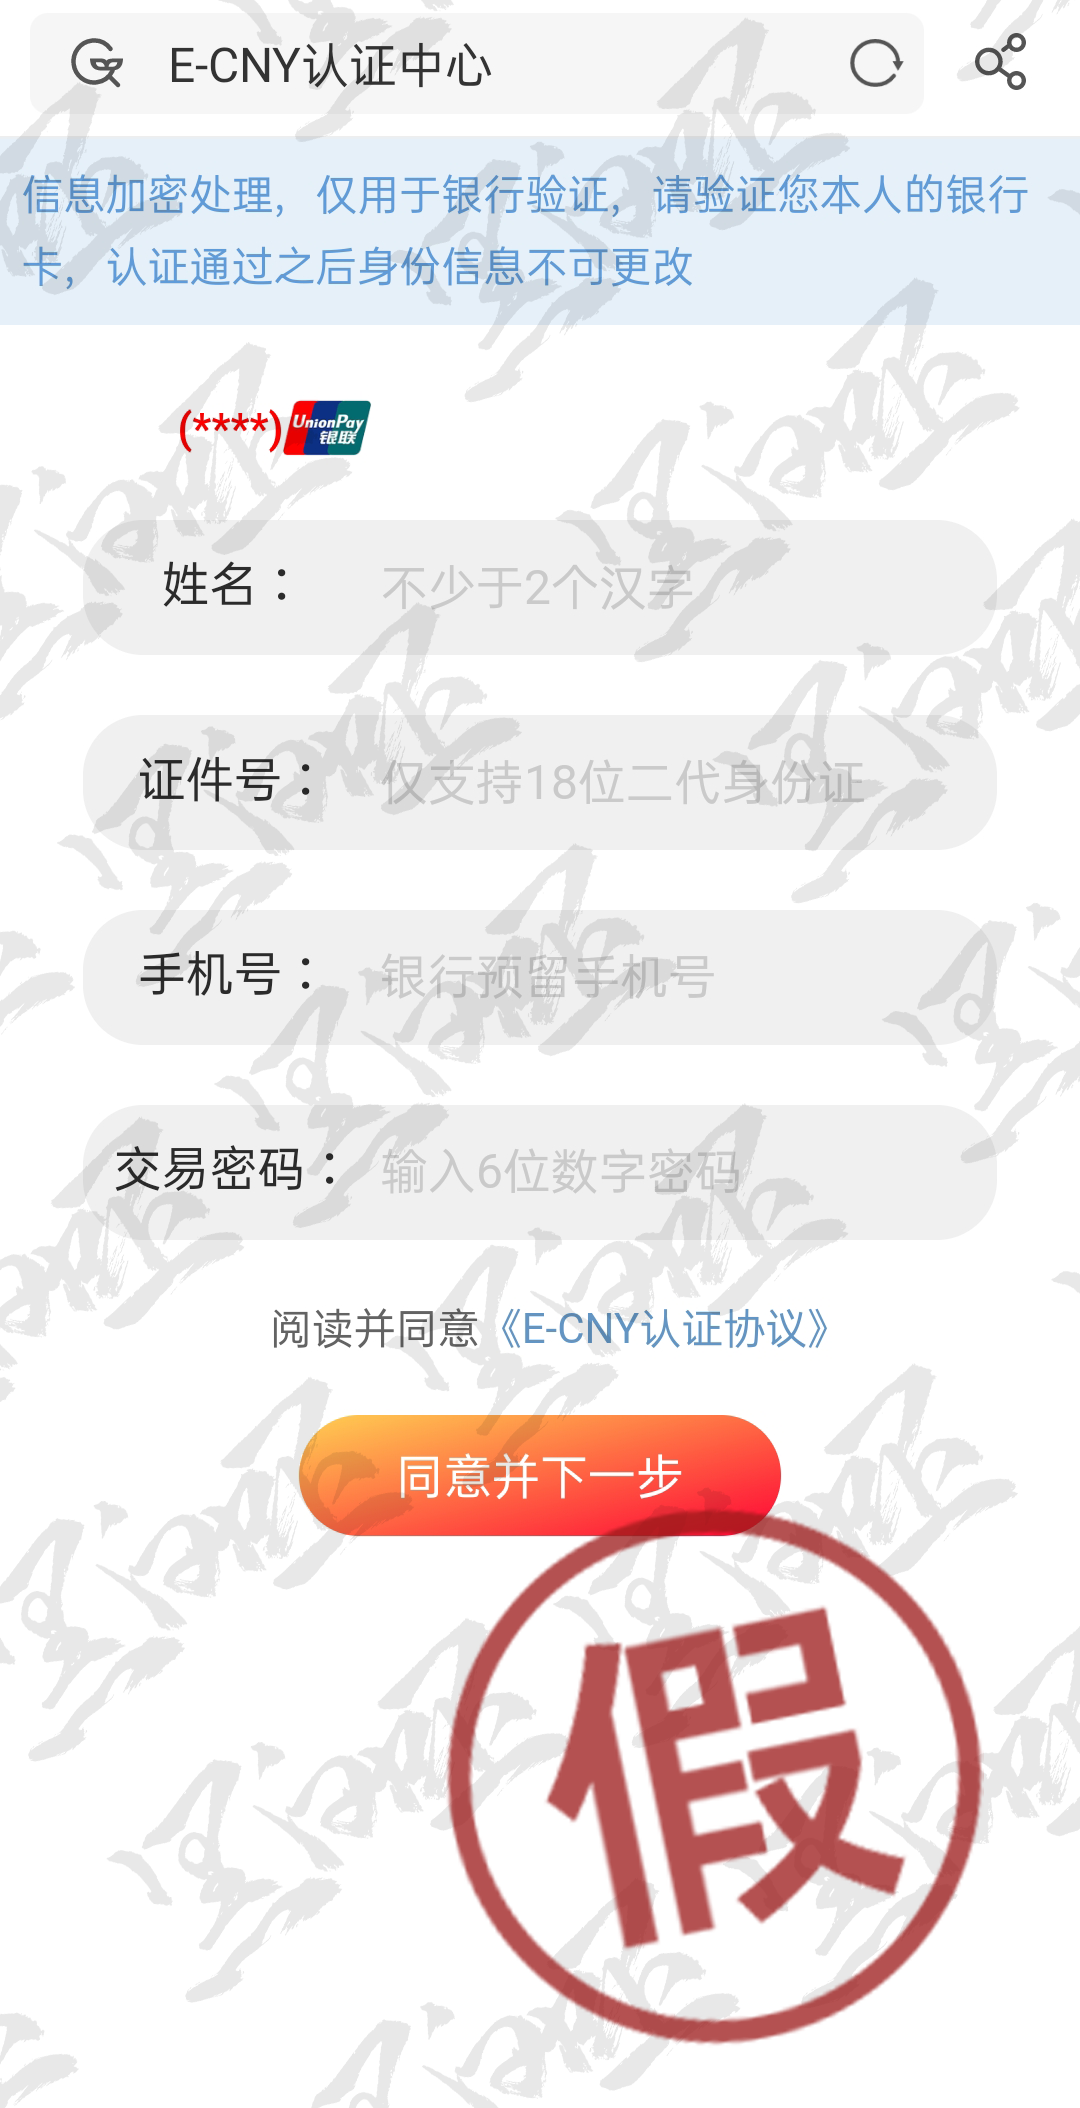 E-CNY认证中心
信息加密处理，仅用于银行验证，请验证您本人的银行
卡，认证通过之后身份信息不可更改
(****) UnionPay 银联
姓名： 不少于2个汉字
证件号： 仅支持18位二代身份证
手机号： 银行预留手机号
交易密码： 输入6位数字密码
阅读并同意《E-CNY认证协议》
同意并下一步
假